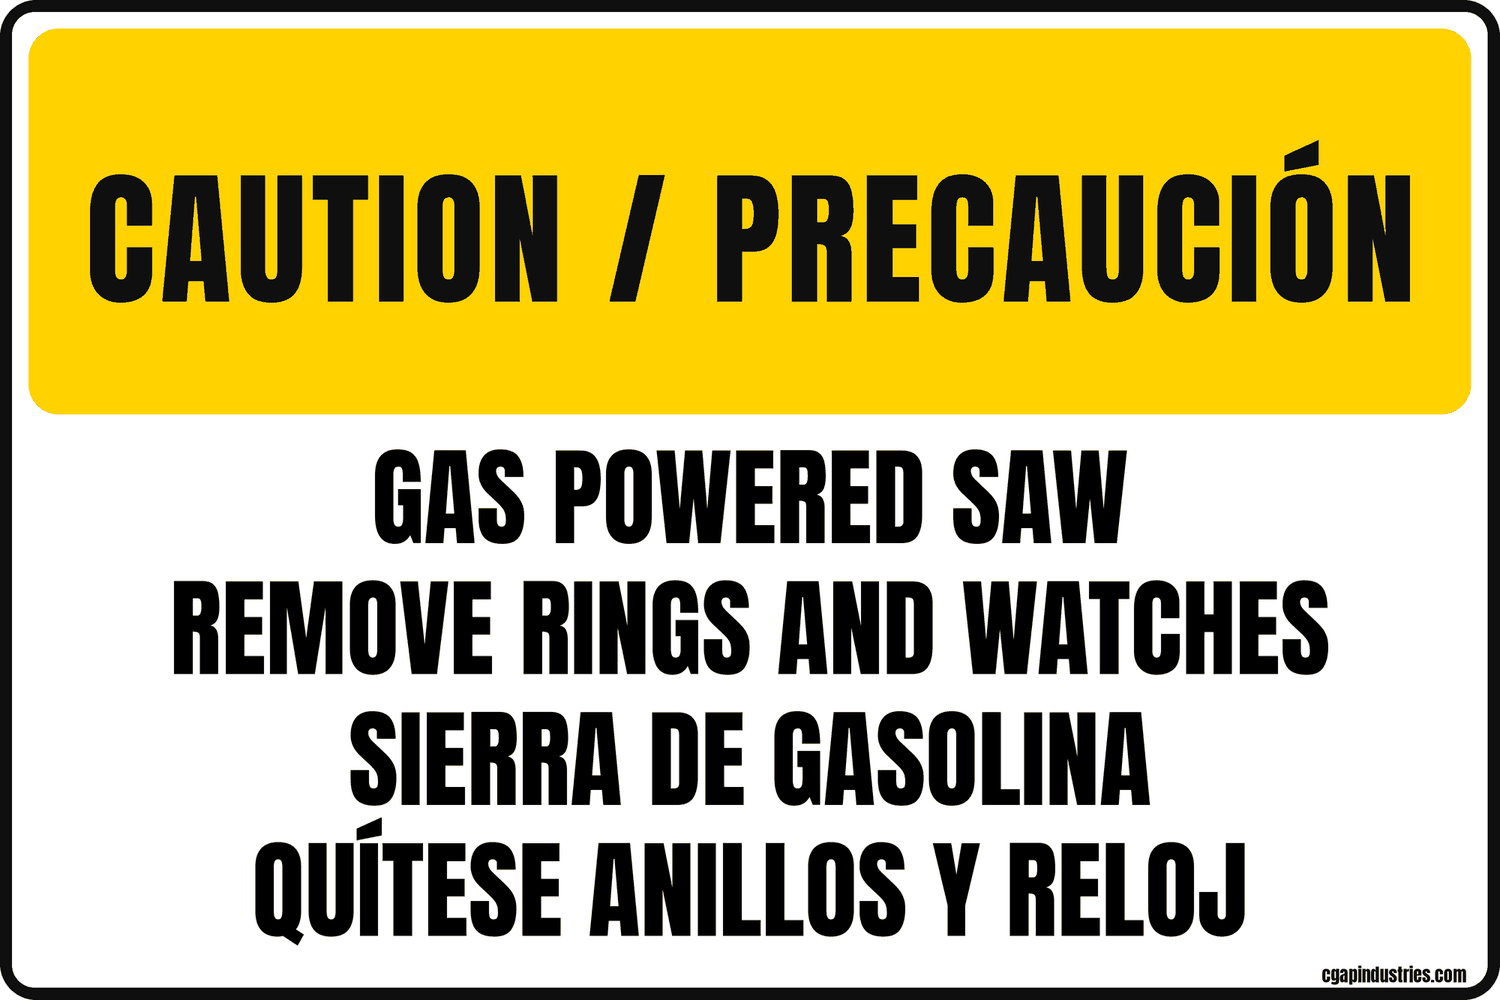 CAUTION / PRECAUCIÓN
GAS POWERED SAW
REMOVE RINGS AND WATCHES
SIERRA DE GASOLINA
QUÍTESE ANILLOS Y RELOJ
cgapindustries.com